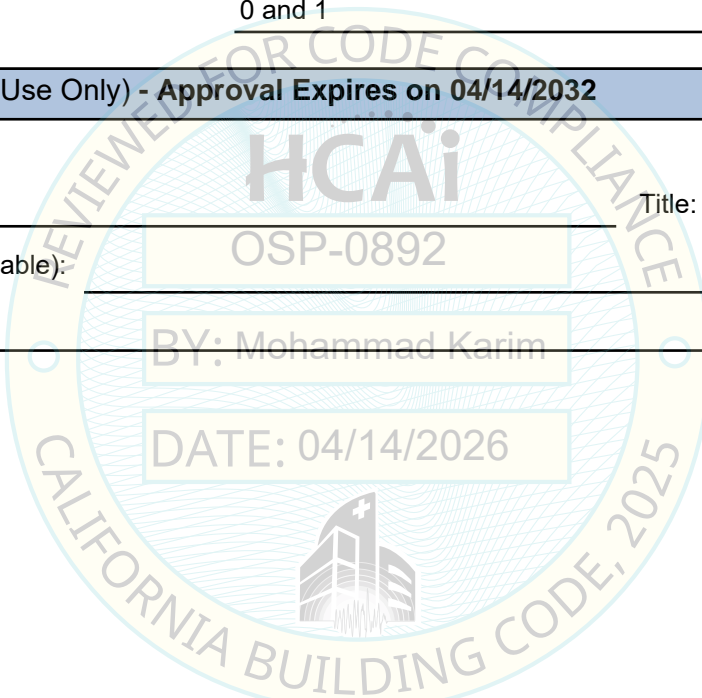 0 and 1
Use Only) - Approval Expires on 04/14/2032
REVIEWED FOR CODE COMPLIANCE
HCAi
Title:
OSP-0892
able):
BY: Mohammad Karim
DATE: 04/14/2026
CALIFORNIA BUILDING CODE, 2025